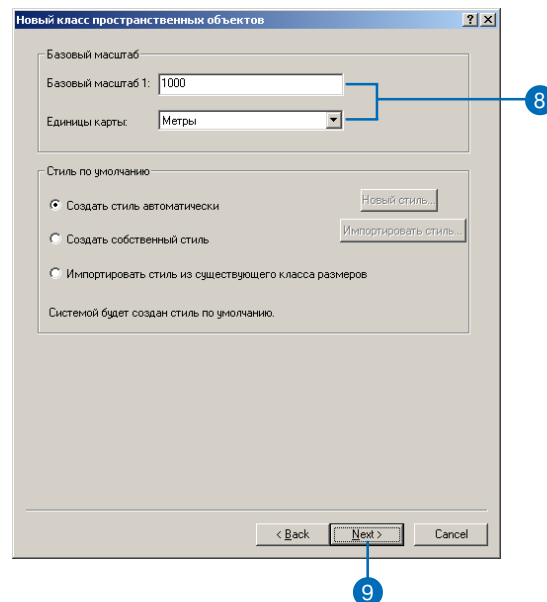 Новый класс пространственных объектов
Базовый масштаб
Базовый масштаб 1: 1000
8
Единицы карты: Метры
Стиль по умолчанию
Создать стиль автоматически
Новый стиль...
Создать собственный стиль
Импортировать стиль...
Импортировать стиль из существующего класса размеров
Системой будет создан стиль по умолчанию.
< Back Next > Cancel
9